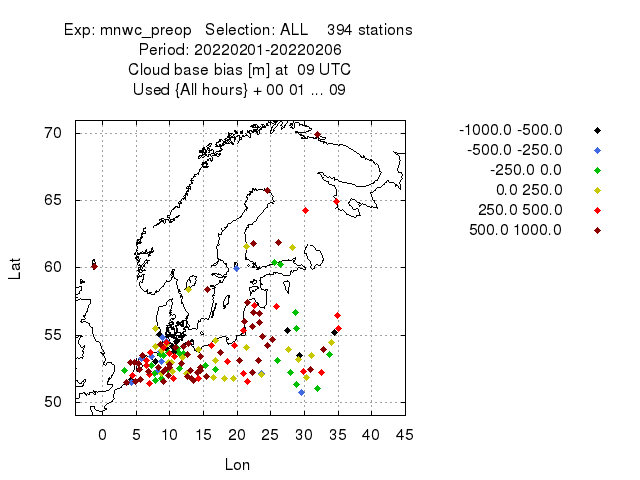 Exp: mnwc_preop   Selection: ALL    394 stations
Period: 20220201-20220206
Cloud base bias [m] at  09 UTC
Used {All hours} + 00 01 ... 09
-1000.0 -500.0
-500.0 -250.0
-250.0 0.0
0.0 250.0
250.0 500.0
500.0 1000.0
70
65
60
55
50
Lat
0 5 10 15 20 25 30 35 40 45
Lon